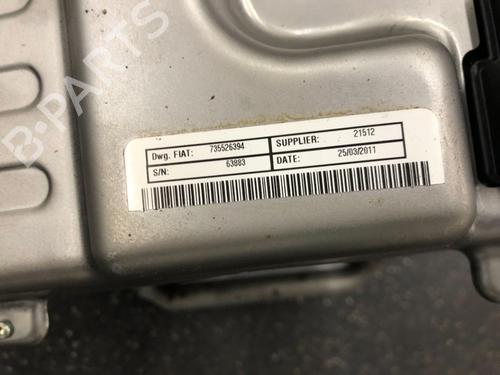 B-PARTS
Dwg. FIAT: 735526394 SUPPLIER: 21512
S/N: 63883 DATE: 25/03/2011